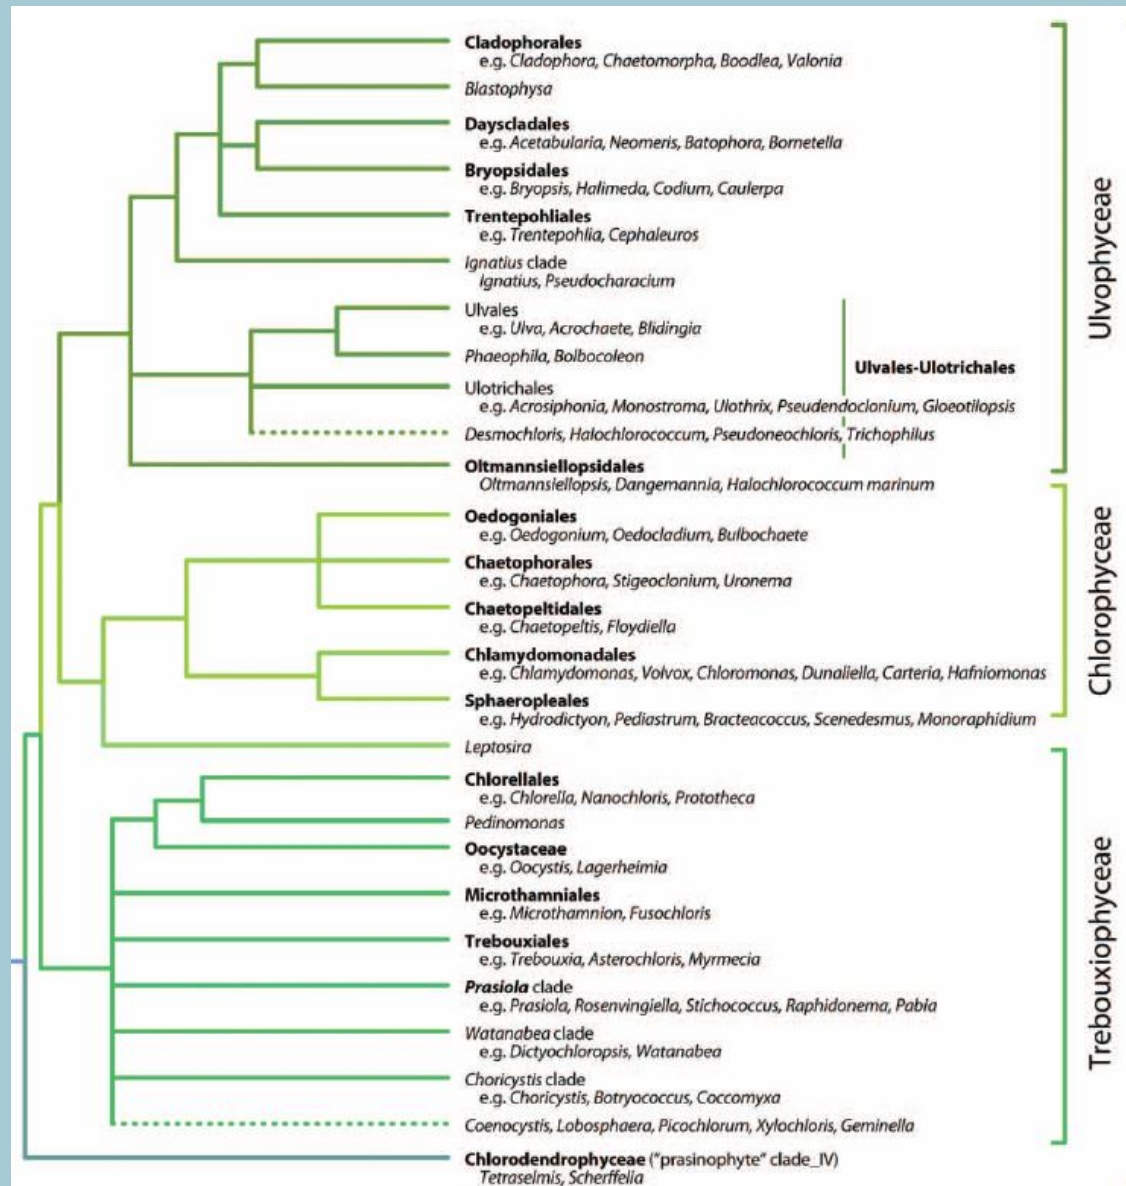 Cladophorales
e.g. Cladophora, Chaetomorpha, Boodlea, Valonia
Blastophysa
Dayscladales
e.g. Acetabularia, Neomeris, Batophora, Bornetella
Bryopsidales
e.g. Bryopsis, Halimeda, Codium, Caulerpa
Trentepohliales
e.g. Trentepohlia, Cephaleuros
Ignatius clade
Ignatius, Pseudocharacium
Ulvales
e.g. Ulva, Acrochaete, Blidingia
Phaeophila, Bolbocoleon
Ulvales-Ulotrichales
Ulotrichales
e.g. Acrosiphonia, Monostroma, Ulothrix, Pseudendoclonium, Gloeotilopsis
Desmochloris, Halochlorococcum, Pseudoneochloris, Trichophilus
Oltmannsiellopsidales
Oltmannsiellopsis, Dangemannia, Halochlorococcum marinum
Ulvophyceae
Oedogoniales
e.g. Oedogonium, Oedocladium, Bulbochaete
Chaetophorales
e.g. Chaetophora, Stigeoclonium, Uronema
Chaetopeltidales
e.g. Chaetopeltis, Floydiella
Chlamydomonadales
e.g. Chlamydomonas, Volvox, Chloromonas, Dunaliella, Carteria, Hafniomonas
Sphaeropleales
e.g. Hydrodictyon, Pediastrum, Bracteacoccus, Scenedesmus, Monoraphidium
Chlorophyceae
Leptosira
Chlorellales
e.g. Chlorella, Nanochloris, Prototheca
Pedinomonas
Oocystaceae
e.g. Oocystis, Lagerheimia
Microthamniales
e.g. Microthamnion, Fusochloris
Trebouxiales
e.g. Trebouxia, Asterochloris, Myrmecia
Prasiola clade
e.g. Prasiola, Rosenvingiella, Stichococcus, Raphidonema, Pabia
Watanabea clade
e.g. Dictyochloropsis, Watanabea
Choricystis clade
e.g. Choricystis, Botryococcus, Coccomyxa
Coenocystis, Lobosphaera, Picochlorum, Xylochloris, Geminella
Trebouxiophyceae
Chlorodendrophyceae ("prasinophyte" clade_IV)
Tetraselmis, Scherffelia